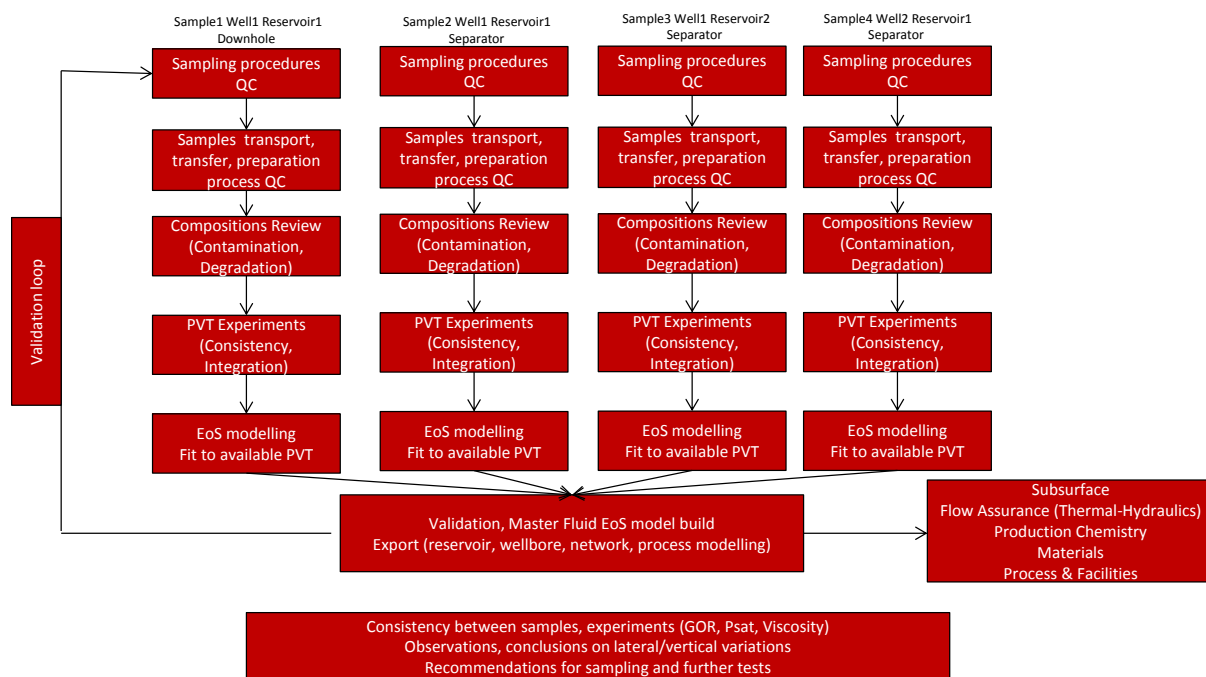 Sample1 Well1 Reservoir1
Downhole
Sample2 Well1 Reservoir1
Separator
Sample3 Well1 Reservoir2
Separator
Sample4 Well2 Reservoir1
Separator
Sampling procedures
QC
Sampling procedures
QC
Sampling procedures
QC
Sampling procedures
QC
Samples transport,
transfer, preparation
process QC
Samples transport,
transfer, preparation
process QC
Samples transport,
transfer, preparation
process QC
Samples transport,
transfer, preparation
process QC
Compositions Review
(Contamination,
Degradation)
Compositions Review
(Contamination,
Degradation)
Compositions Review
(Contamination,
Degradation)
Compositions Review
(Contamination,
Degradation)
Validation loop
PVT Experiments
(Consistency,
Integration)
PVT Experiments
(Consistency,
Integration)
PVT Experiments
(Consistency,
Integration)
PVT Experiments
(Consistency,
Integration)
EoS modelling
Fit to available PVT
EoS modelling
Fit to available PVT
EoS modelling
Fit to available PVT
EoS modelling
Fit to available PVT
Validation, Master Fluid EoS model build
Export (reservoir, wellbore, network, process modelling)
Subsurface
Flow Assurance (Thermal-Hydraulics)
Production Chemistry
Materials
Process & Facilities
Consistency between samples, experiments (GOR, Psat, Viscosity)
Observations, conclusions on lateral/vertical variations
Recommendations for sampling and further tests